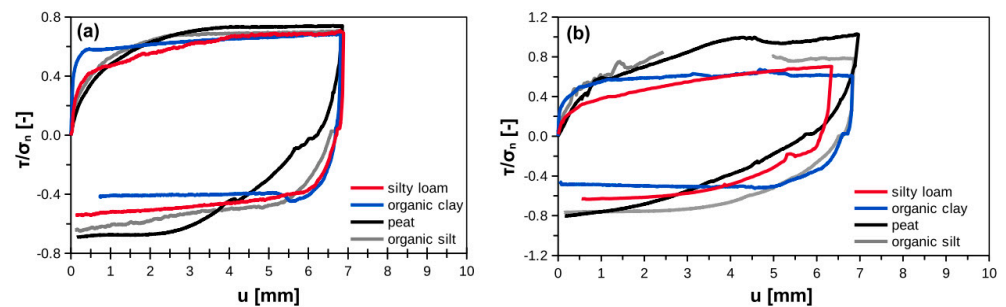 (a)
0.8
0.4
0.0
-0.4
-0.8
τ/σn [-]
silty loam
organic clay
peat
organic silt
0 1 2 3 4 5 6 7 8 9 10
u [mm]
(b)
1.2
0.8
0.4
0.0
-0.4
-0.8
-1.2
τ/σn [-]
silty loam
organic clay
peat
organic silt
0 1 2 3 4 5 6 7 8 9 10
u [mm]